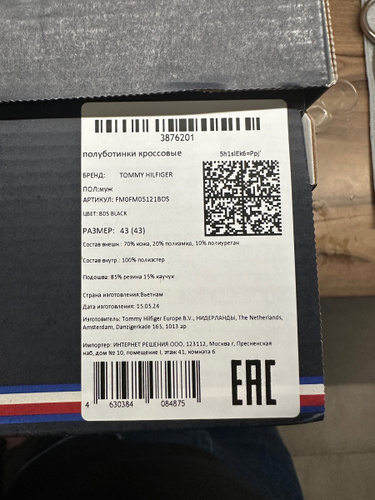 3876201
полуботинки кроссовые
5h1slEk6=Ppj'
БРЕНД: TOMMY HILFIGER
ПОЛ:муж
АРТИКУЛ: FM0FM05121BDS
ЦВЕТ: BDS BLACK
РАЗМЕР: 43 (43)
Состав внешн.: 70% кожа, 20% полиамид, 10% полиуретан
Состав внутр.: 100% полиэстер
Подошва: 85% резина 15% каучук
Страна изготовления:Вьетнам
Дата изготовления: 15.05.24
Изготовитель: Tommy Hilfiger Europe B.V., НИДЕРЛАНДЫ, The Netherlands,
Amsterdam, Danzigerkade 165, 1013 ap
Импортер: ИНТЕРНЕТ РЕШЕНИЯ ООО, 123112, Москва г, Пресненская
наб, дом № 10, помещение I, этаж 41, комната 6
4 630384 084875
EAC